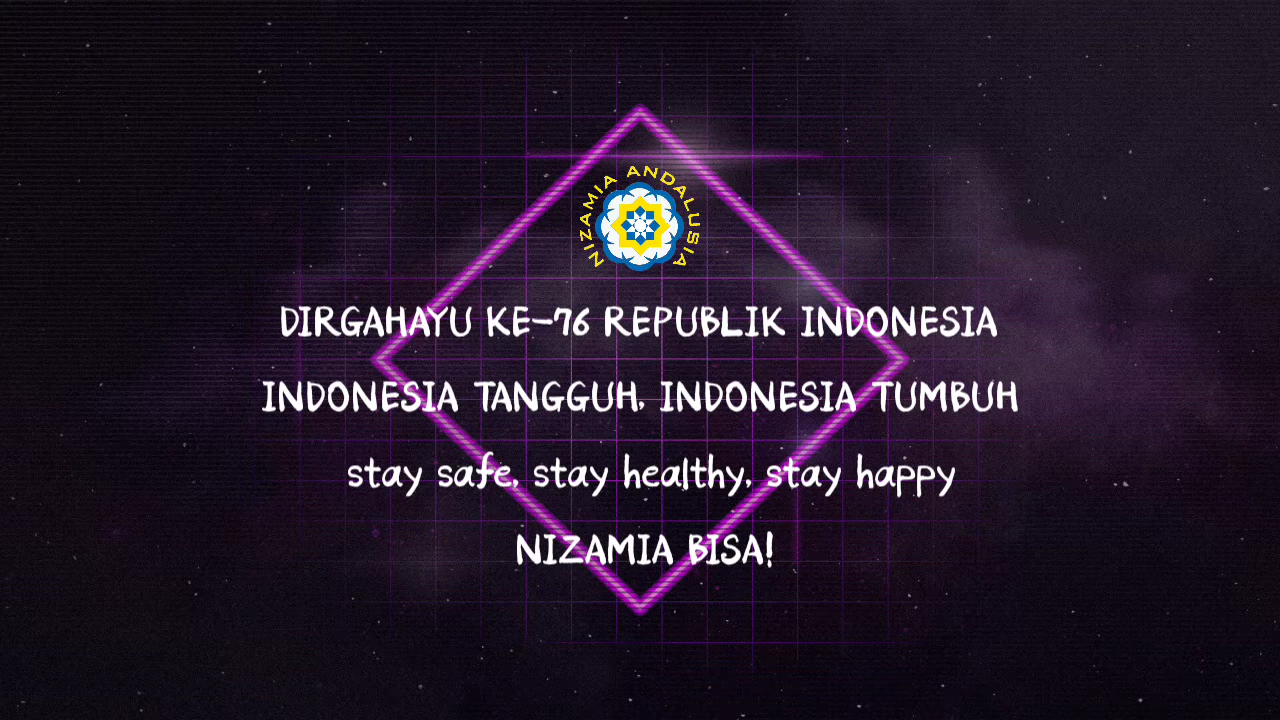 NIZAMIA ANDALUSIA
DIRGAHAYU KE-76 REPUBLIK INDONESIA
INDONESIA TANGGUH, INDONESIA TUMBUH
stay safe, stay healthy, stay happy
NIZAMIA BISA!